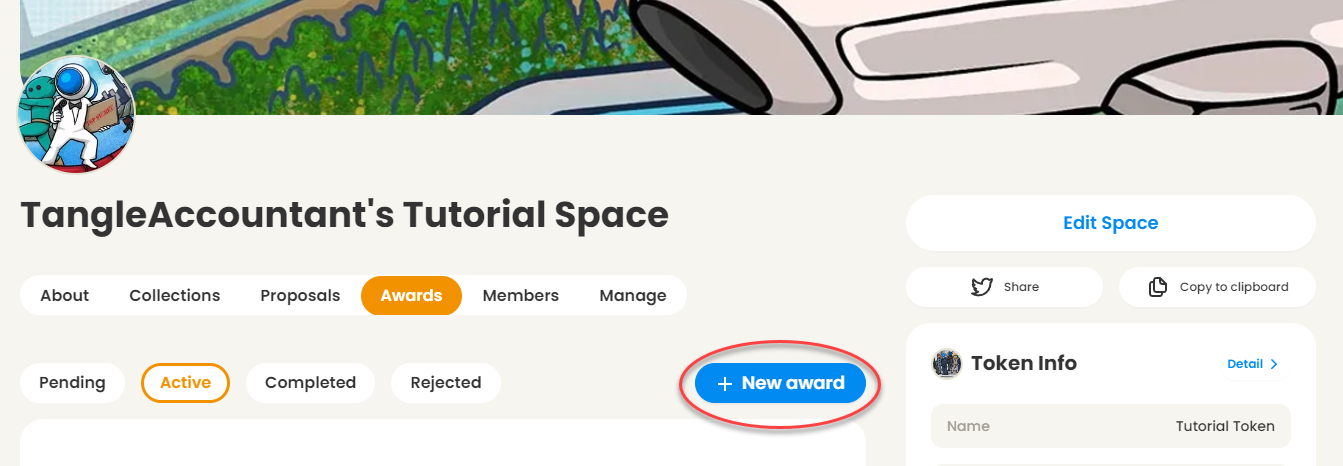 TangleAccountant's Tutorial Space
About Collections Proposals Awards Members Manage
Pending Active Completed Rejected
+ New award
Edit Space
Share Copy to clipboard
Token Info Detail
Name Tutorial Token